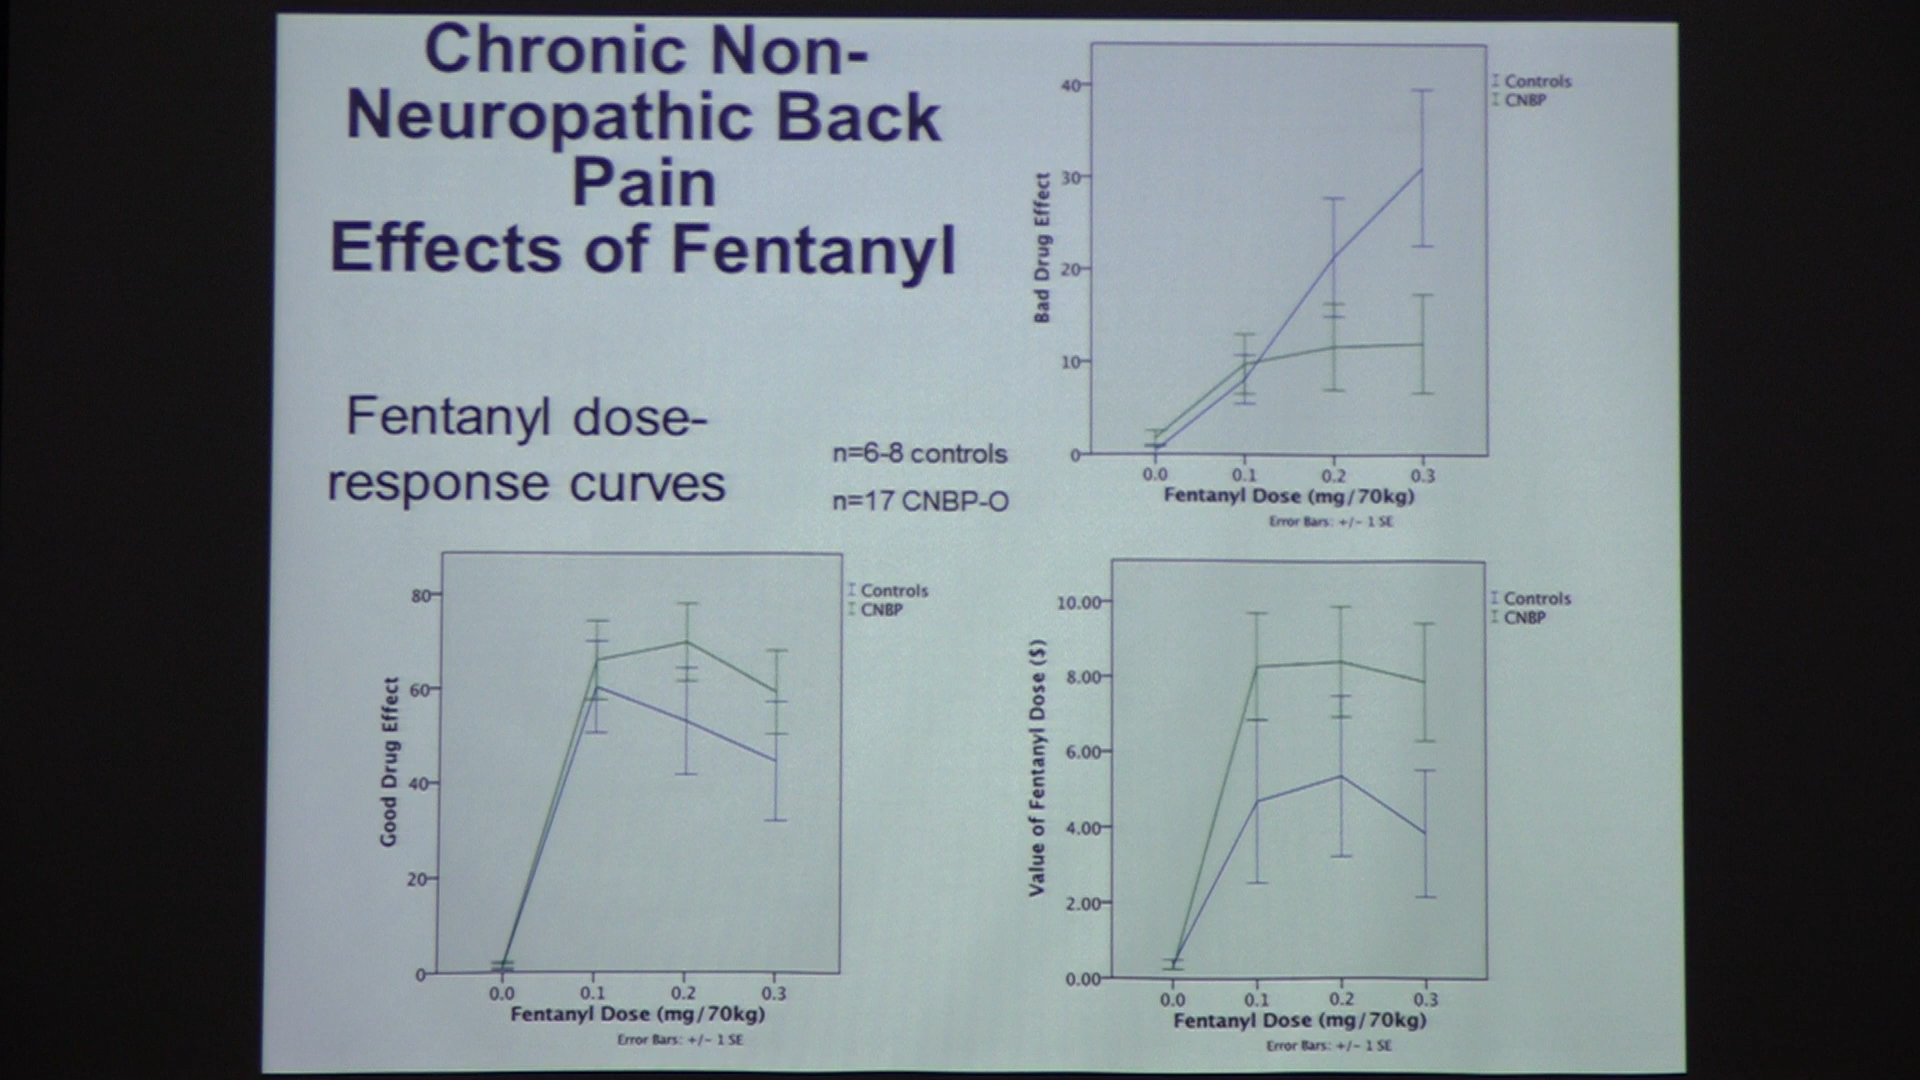 Chronic Non-
Neuropathic Back
Pain
Effects of Fentanyl
Fentanyl dose-
response curves
n=6-8 controls
n=17 CNBP-O
40
30
20
10
0
Bad Drug Effect
0.0 0.1 0.2 0.3
Fentanyl Dose (mg/70kg)
Error Bars: +/- 1 SE
Controls
CNBP
80
60
40
20
0
Good Drug Effect
0.0 0.1 0.2 0.3
Fentanyl Dose (mg/70kg)
Error Bars: +/- 1 SE
Controls
CNBP
10.00
8.00
6.00
4.00
2.00
0.00
Value of Fentanyl Dose ($)
0.0 0.1 0.2 0.3
Fentanyl Dose (mg/70kg)
Error Bars: +/- 1 SE
Controls
CNBP